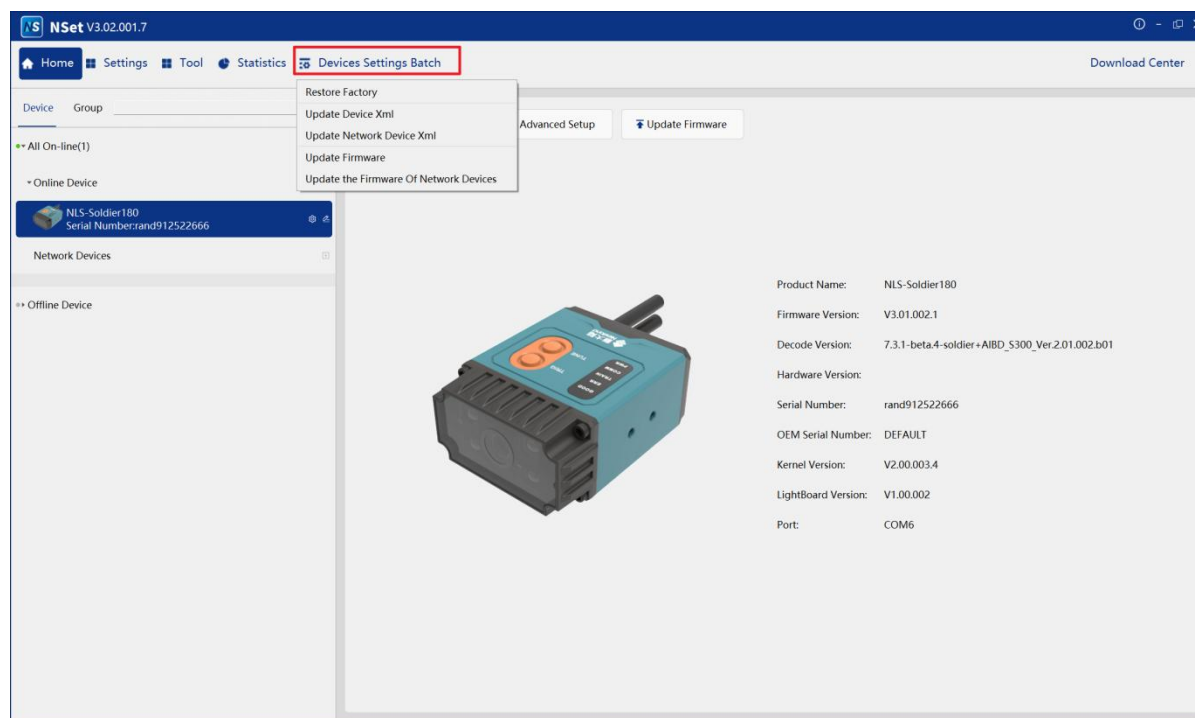 NS NSet V3.02.001.7
Home Settings Tool Statistics Devices Settings Batch Download Center
Restore Factory
Update Device Xml
Update Network Device Xml
Update Firmware
Update the Firmware Of Network Devices
Device Group
Advanced Setup Update Firmware
All On-line(1)
Online Device
NLS-Soldier180
Serial Number:rand912522666
Network Devices
Offline Device
TUNE
TRIG
Product Name: NLS-Soldier180
Firmware Version: V3.01.002.1
Decode Version: 7.3.1-beta.4-soldier+AIBD_S300_Ver.2.01.002.b01
Hardware Version:
Serial Number: rand912522666
OEM Serial Number: DEFAULT
Kernel Version: V2.00.003.4
LightBoard Version: V1.00.002
Port: COM6